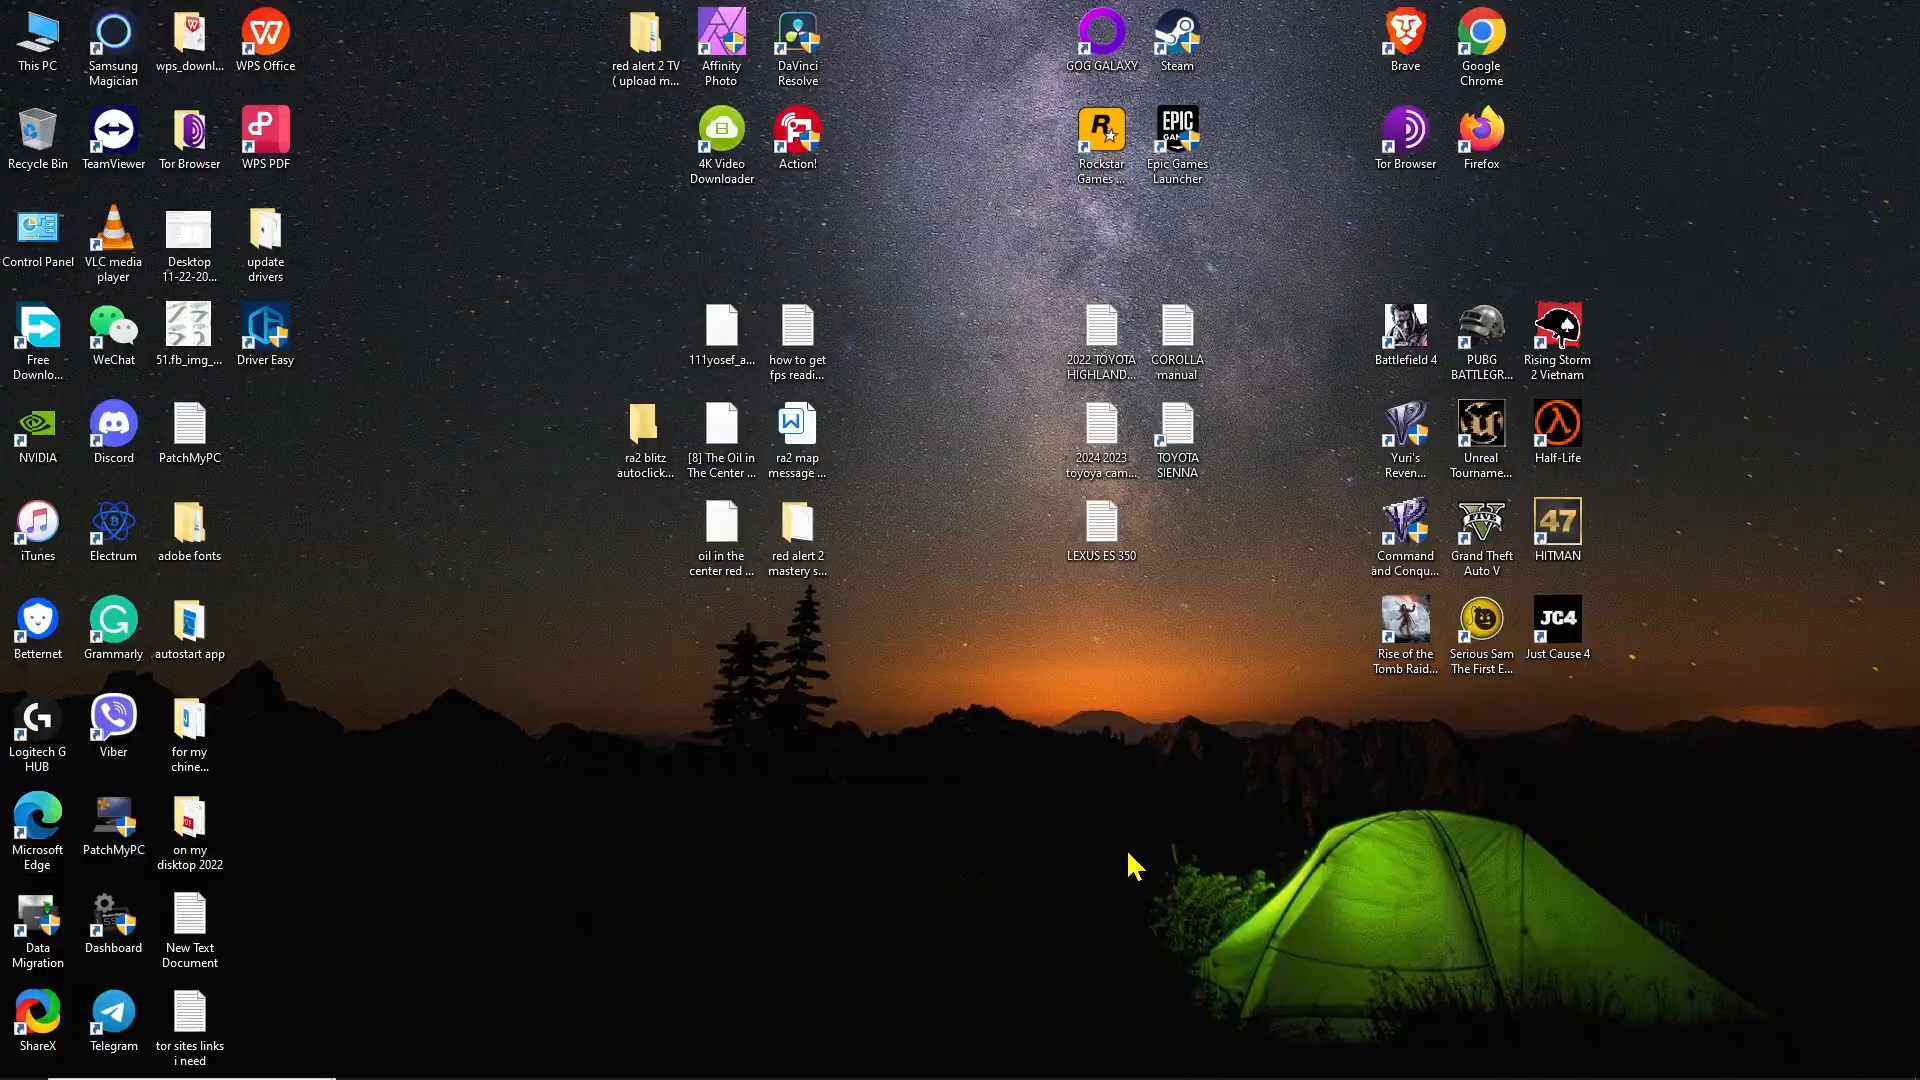 This PC
Samsung
Magician
wps_downl...
WPS Office
red alert 2 TV
( upload m...
Affinity
Photo
DaVinci
Resolve
GOG GALAXY
Steam
Brave
Google
Chrome
Recycle Bin
TeamViewer
Tor Browser
WPS PDF
4K Video
Downloader
Action!
Rockstar
Games ...
EPIC
GAMES
Epic Games
Launcher
Tor Browser
Firefox
Control Panel
VLC media
player
Desktop
11-22-20...
update
drivers
Free
Downlo...
WeChat
51.fb_img_...
Driver Easy
111yosef_a...
how to get
fps readi...
2022 TOYOTA
HIGHLAND...
COROLLA
manual
Battlefield 4
PUBG
BATTLEGR...
Rising Storm
2 Vietnam
NVIDIA
Discord
PatchMyPC
ra2 blitz
autoclick...
[8] The Oil in
The Center ...
ra2 map
message ...
2024 2023
toyoya cam...
TOYOTA
SIENNA
Yuri's
Reven...
Unreal
Tourname...
Half-Life
iTunes
Electrum
adobe fonts
oil in the
center red ...
red alert 2
mastery s...
LEXUS ES 350
Command
and Conqu...
Grand Theft
Auto V
47
HITMAN
Betternet
Grammarly
autostart app
Rise of the
Tomb Raid...
Serious Sam
The First E...
JC4
Just Cause 4
Logitech G
HUB
Viber
for my
chine...
Microsoft
Edge
PatchMyPC
on my
disktop 2022
Data
Migration
Dashboard
New Text
Document
ShareX
Telegram
tor sites links
i need